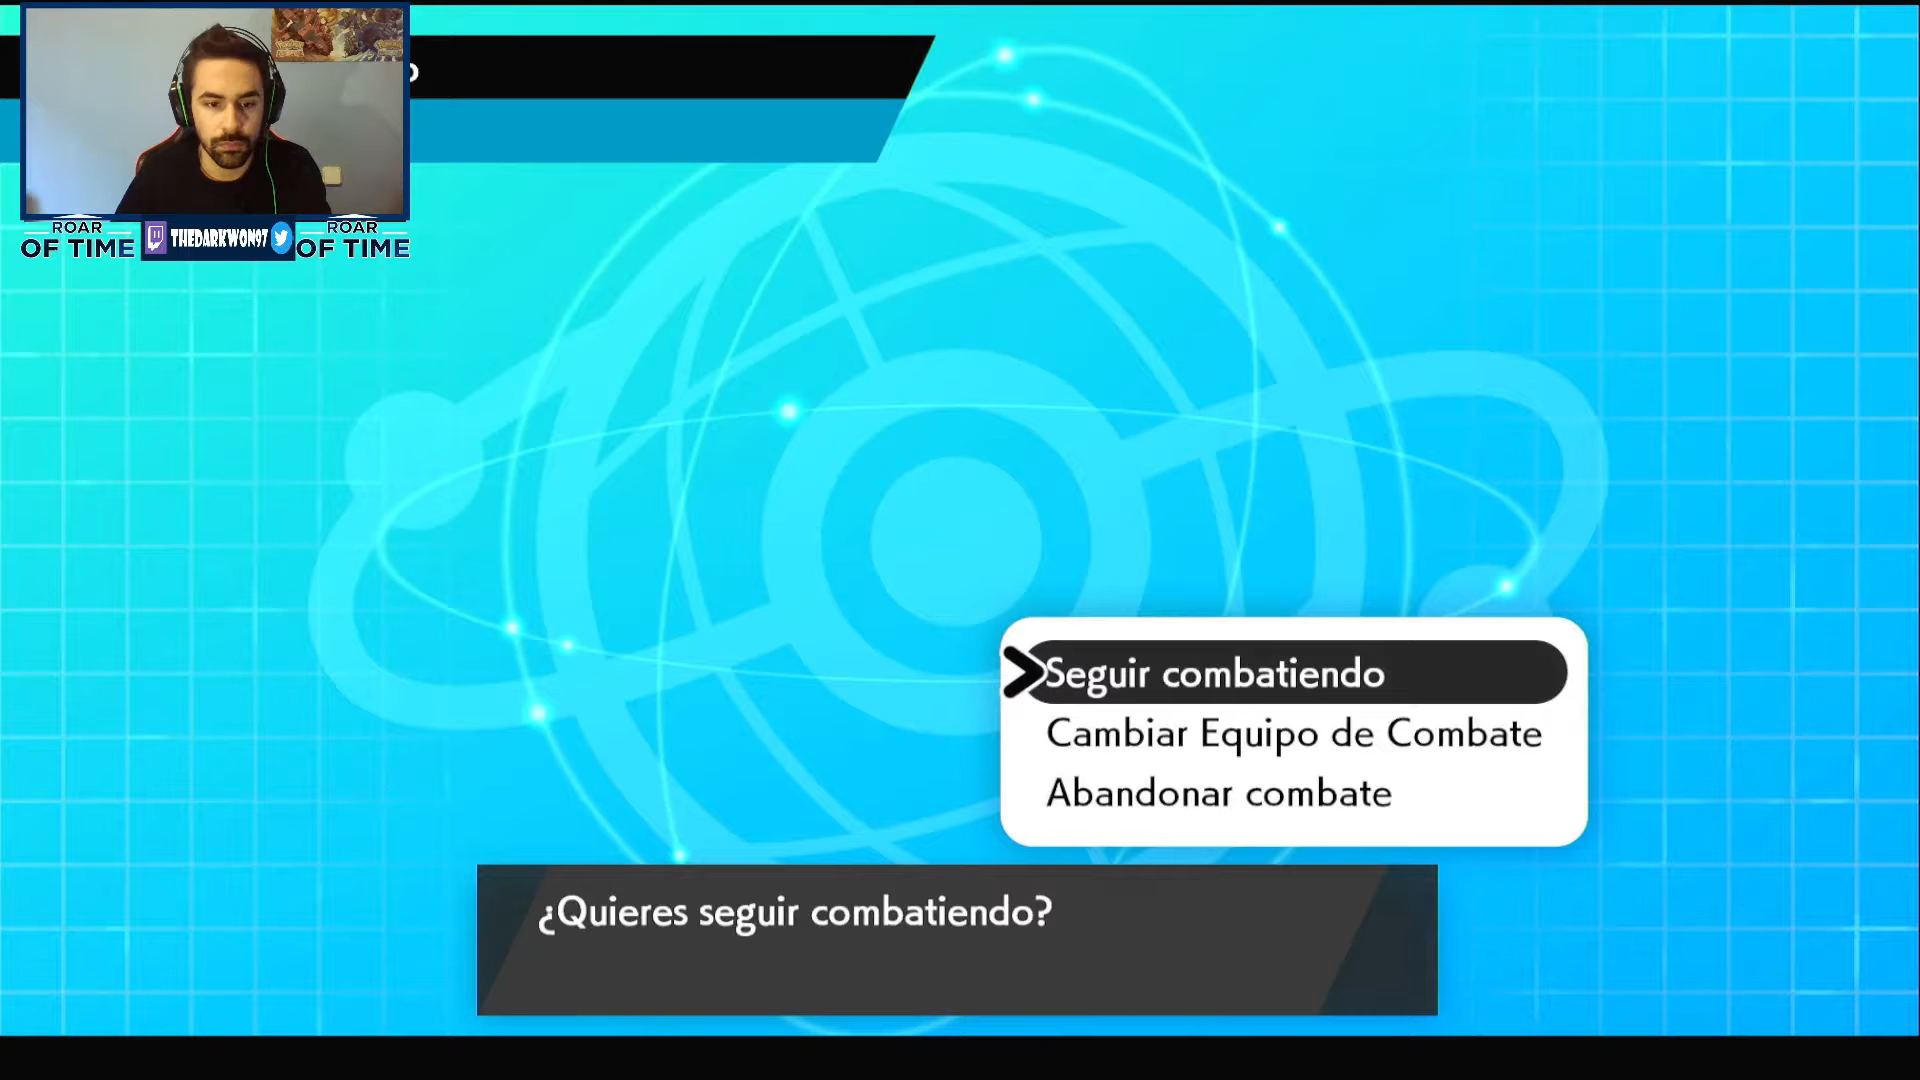 o
ROAR
OF TIME
THEDARKWON97
ROAR
OF TIME
Seguir combatiendo
Cambiar Equipo de Combate
Abandonar combate
¿Quieres seguir combatiendo?